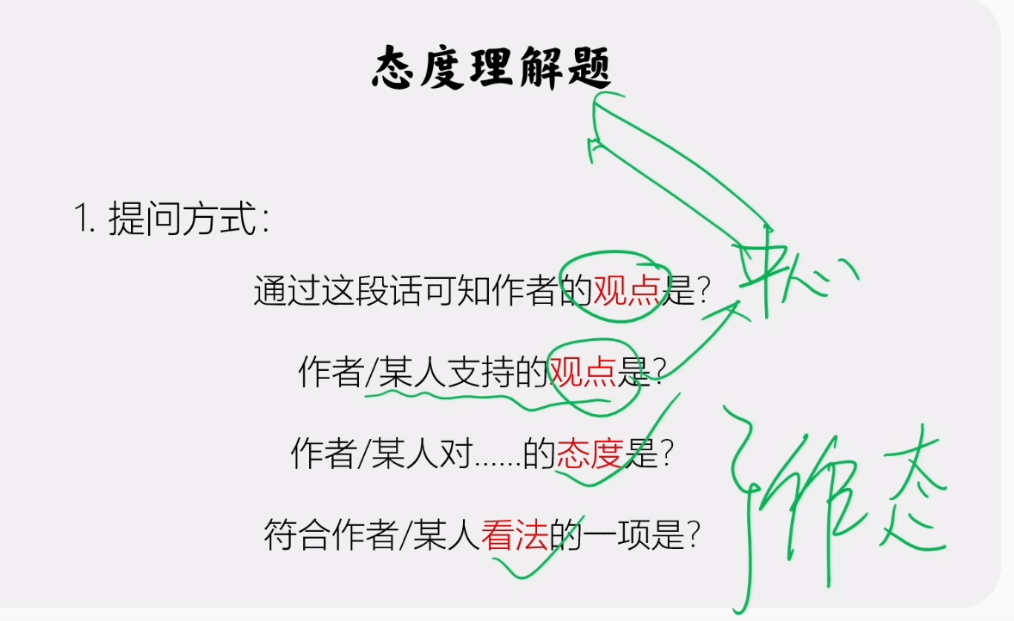 态度理解题
1. 提问方式：
通过这段话可知作者的观点是？
中心
作者/某人支持的观点是？
作者/某人对......的态度是？
作态
符合作者/某人看法的一项是？